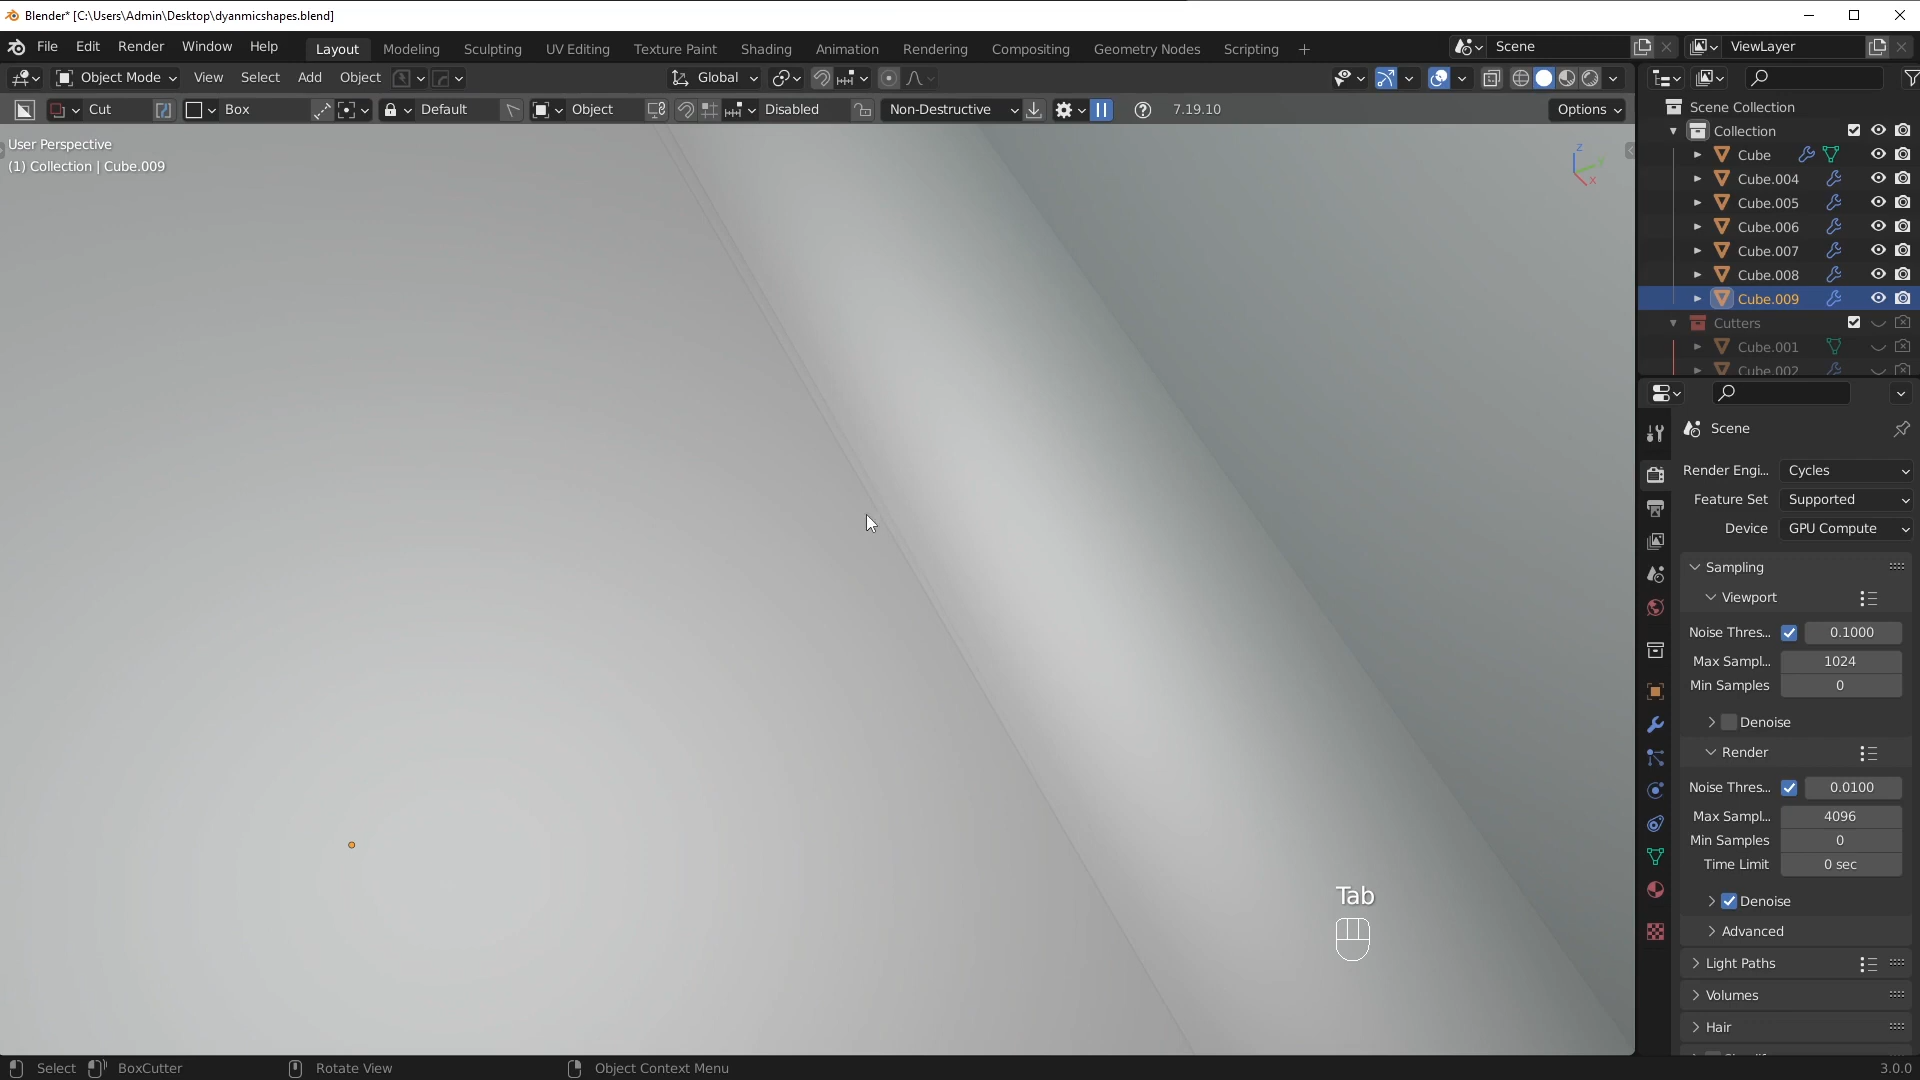 Blender* [C:\Users\Admin\Desktop\dyanmicshapes.blend]
File Edit Render Window Help Layout Modeling Sculpting UV Editing Texture Paint Shading Animation Rendering Compositing Geometry Nodes Scripting + Scene ViewLayer
Object Mode View Select Add Object Global
Cut Box Default Object Disabled Non-Destructive 7.19.10 Options
User Perspective
(1) Collection | Cube.009
Z
Y
X
Scene Collection
Collection
Cube
Cube.004
Cube.005
Cube.006
Cube.007
Cube.008
Cube.009
Cutters
Cube.001
Cube.002
Scene
Render Engi... Cycles
Feature Set Supported
Device GPU Compute
Sampling
Viewport
Noise Thres... 0.1000
Max Sampl... 1024
Min Samples 0
Denoise
Render
Noise Thres... 0.0100
Max Sampl... 4096
Min Samples 0
Time Limit 0 sec
Denoise
Advanced
Light Paths
Volumes
Hair
Tab
Select BoxCutter Rotate View Object Context Menu 3.0.0